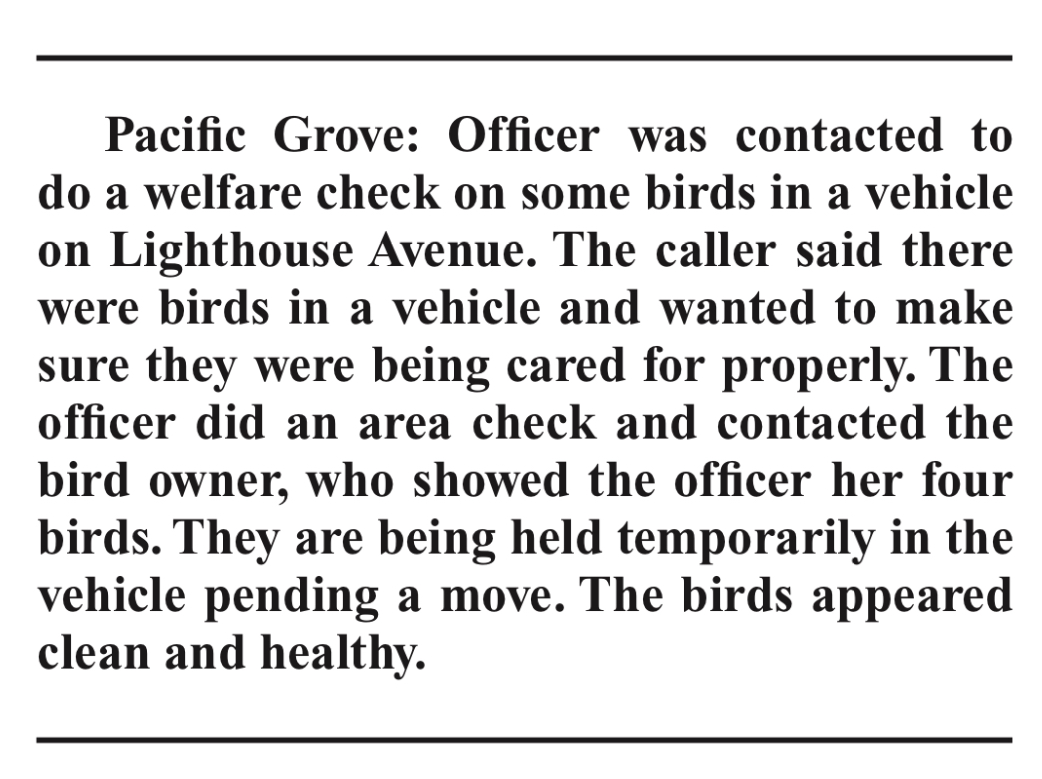 Pacific Grove: Officer was contacted to
do a welfare check on some birds in a vehicle
on Lighthouse Avenue. The caller said there
were birds in a vehicle and wanted to make
sure they were being cared for properly. The
officer did an area check and contacted the
bird owner, who showed the officer her four
birds. They are being held temporarily in the
vehicle pending a move. The birds appeared
clean and healthy.